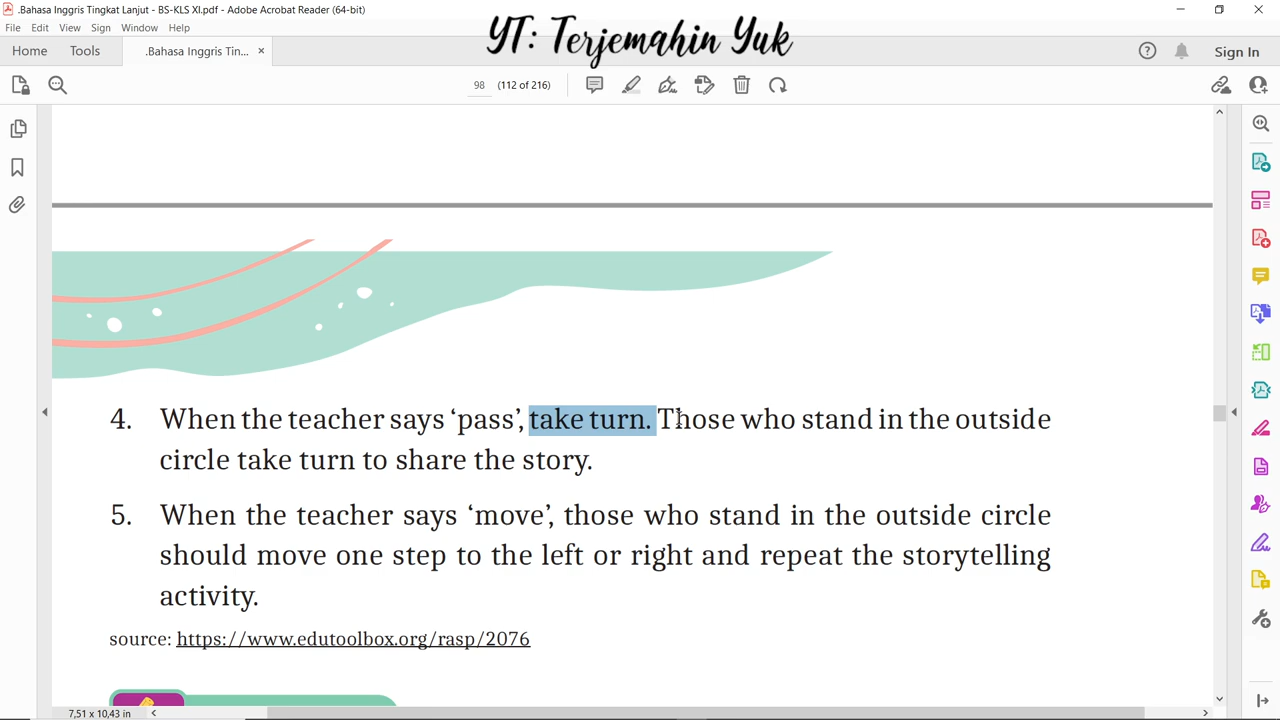 .Bahasa Inggris Tingkat Lanjut - BS-KLS XI.pdf - Adobe Acrobat Reader (64-bit)
YT: Terjemahin Yuk
File Edit View Sign Window Help
Home Tools .Bahasa Inggris Tin... × Sign In
98 (112 of 216)
4. When the teacher says ‘pass’, take turn. Those who stand in the outside
circle take turn to share the story.
5. When the teacher says ‘move’, those who stand in the outside circle
should move one step to the left or right and repeat the storytelling
activity.
source: https://www.edutoolbox.org/rasp/2076
7,51 x 10,43 in